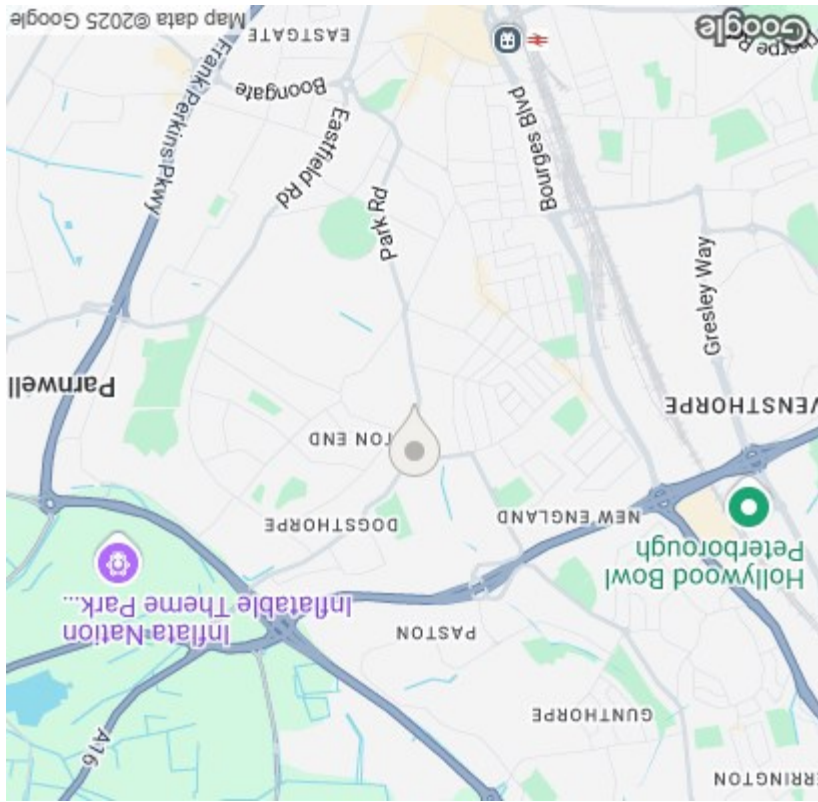 ERRINGTON
A16
GUNTHORPE
PASTON
Inflata Nation
Inflatable Theme Park...
Hollywood Bowl
Peterborough
NEW ENGLAND
DOGSTHORPE
TON END
VENSTHORPE
Parnwell
Gresley Way
Park Rd
Bourges Blvd
Eastfield Rd
Frank Perkins Pkwy
Boongate
EASTGATE
Google
Map data ©2025 Google